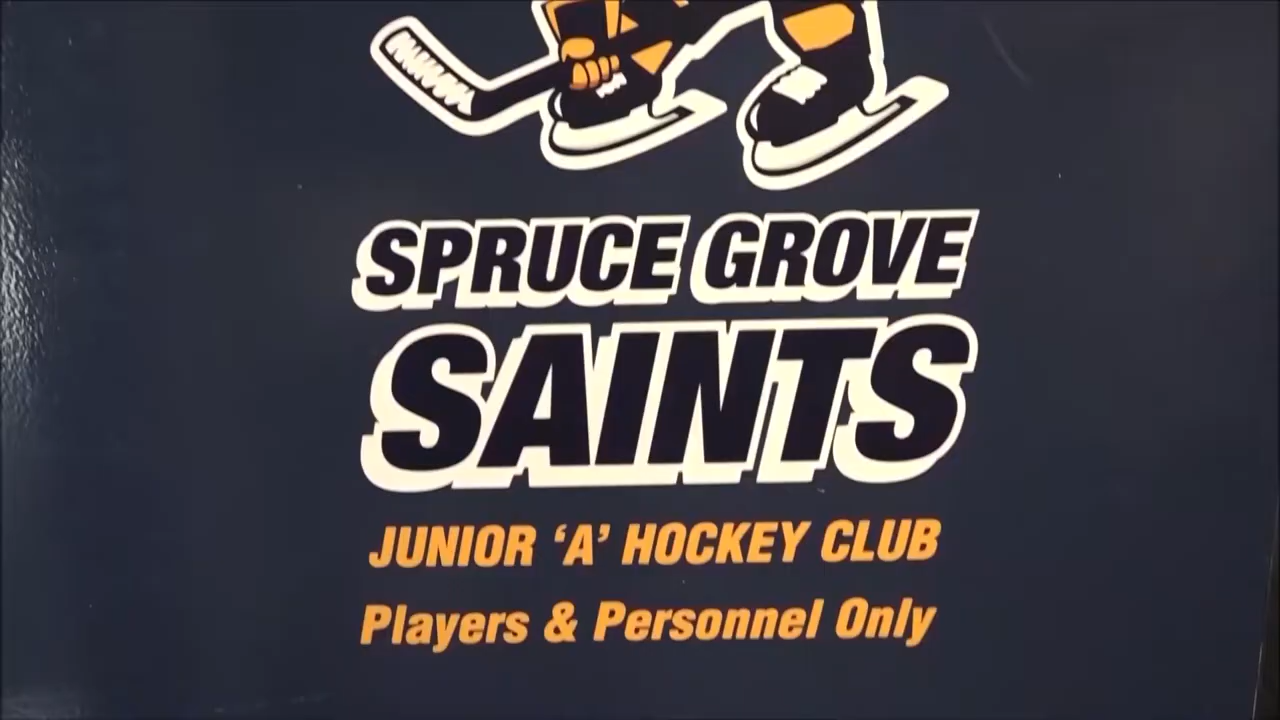 SPRUCE GROVE
SAINTS
JUNIOR ‘A’ HOCKEY CLUB
Players & Personnel Only